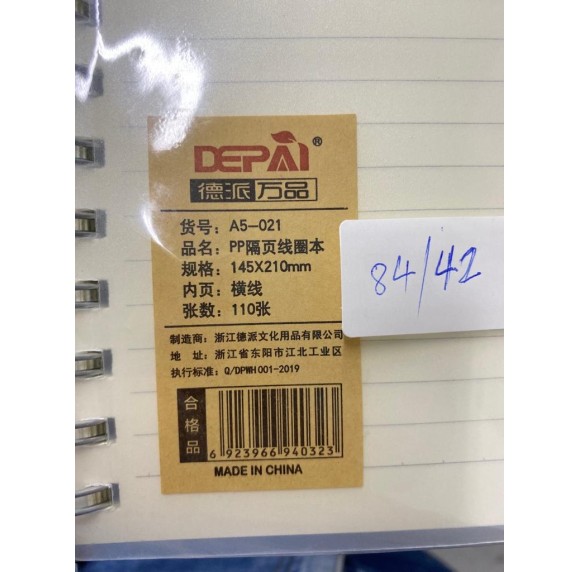 DEPAI®
德派万品
货号：A5-021
品名：PP隔页线圈本
规格：145X210mm
内页：横线
张数：110张
84/42
制造商：浙江德派文化用品有限公司
地 址：浙江省东阳市江北工业区
执行标准：Q/DPWH001-2019
合格品
6 923966 940323
MADE IN CHINA